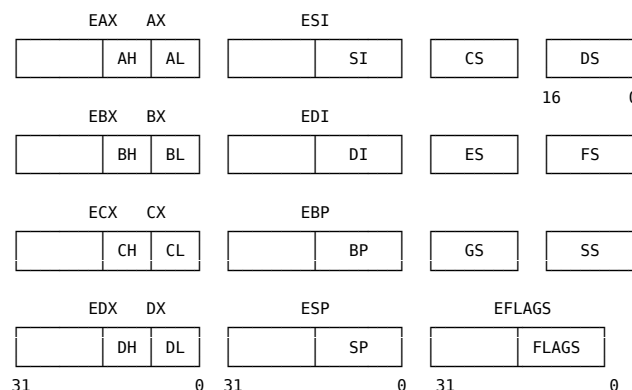 EAX AX ESI
AH AL SI CS DS
16 0
EBX BX EDI
BH BL DI ES FS
ECX CX EBP
CH CL BP GS SS
EDX DX ESP EFLAGS
DH DL SP FLAGS
31 0 31 0 31 0